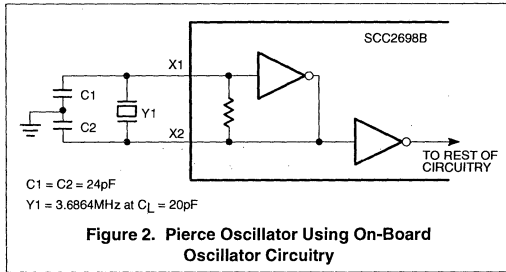 SCC2698B
X1
C1
Y1
C2
X2
TO REST OF
CIRCUITRY
C1 = C2 = 24pF
Y1 = 3.6864MHz at CL = 20pF
Figure 2. Pierce Oscillator Using On-Board
Oscillator Circuitry